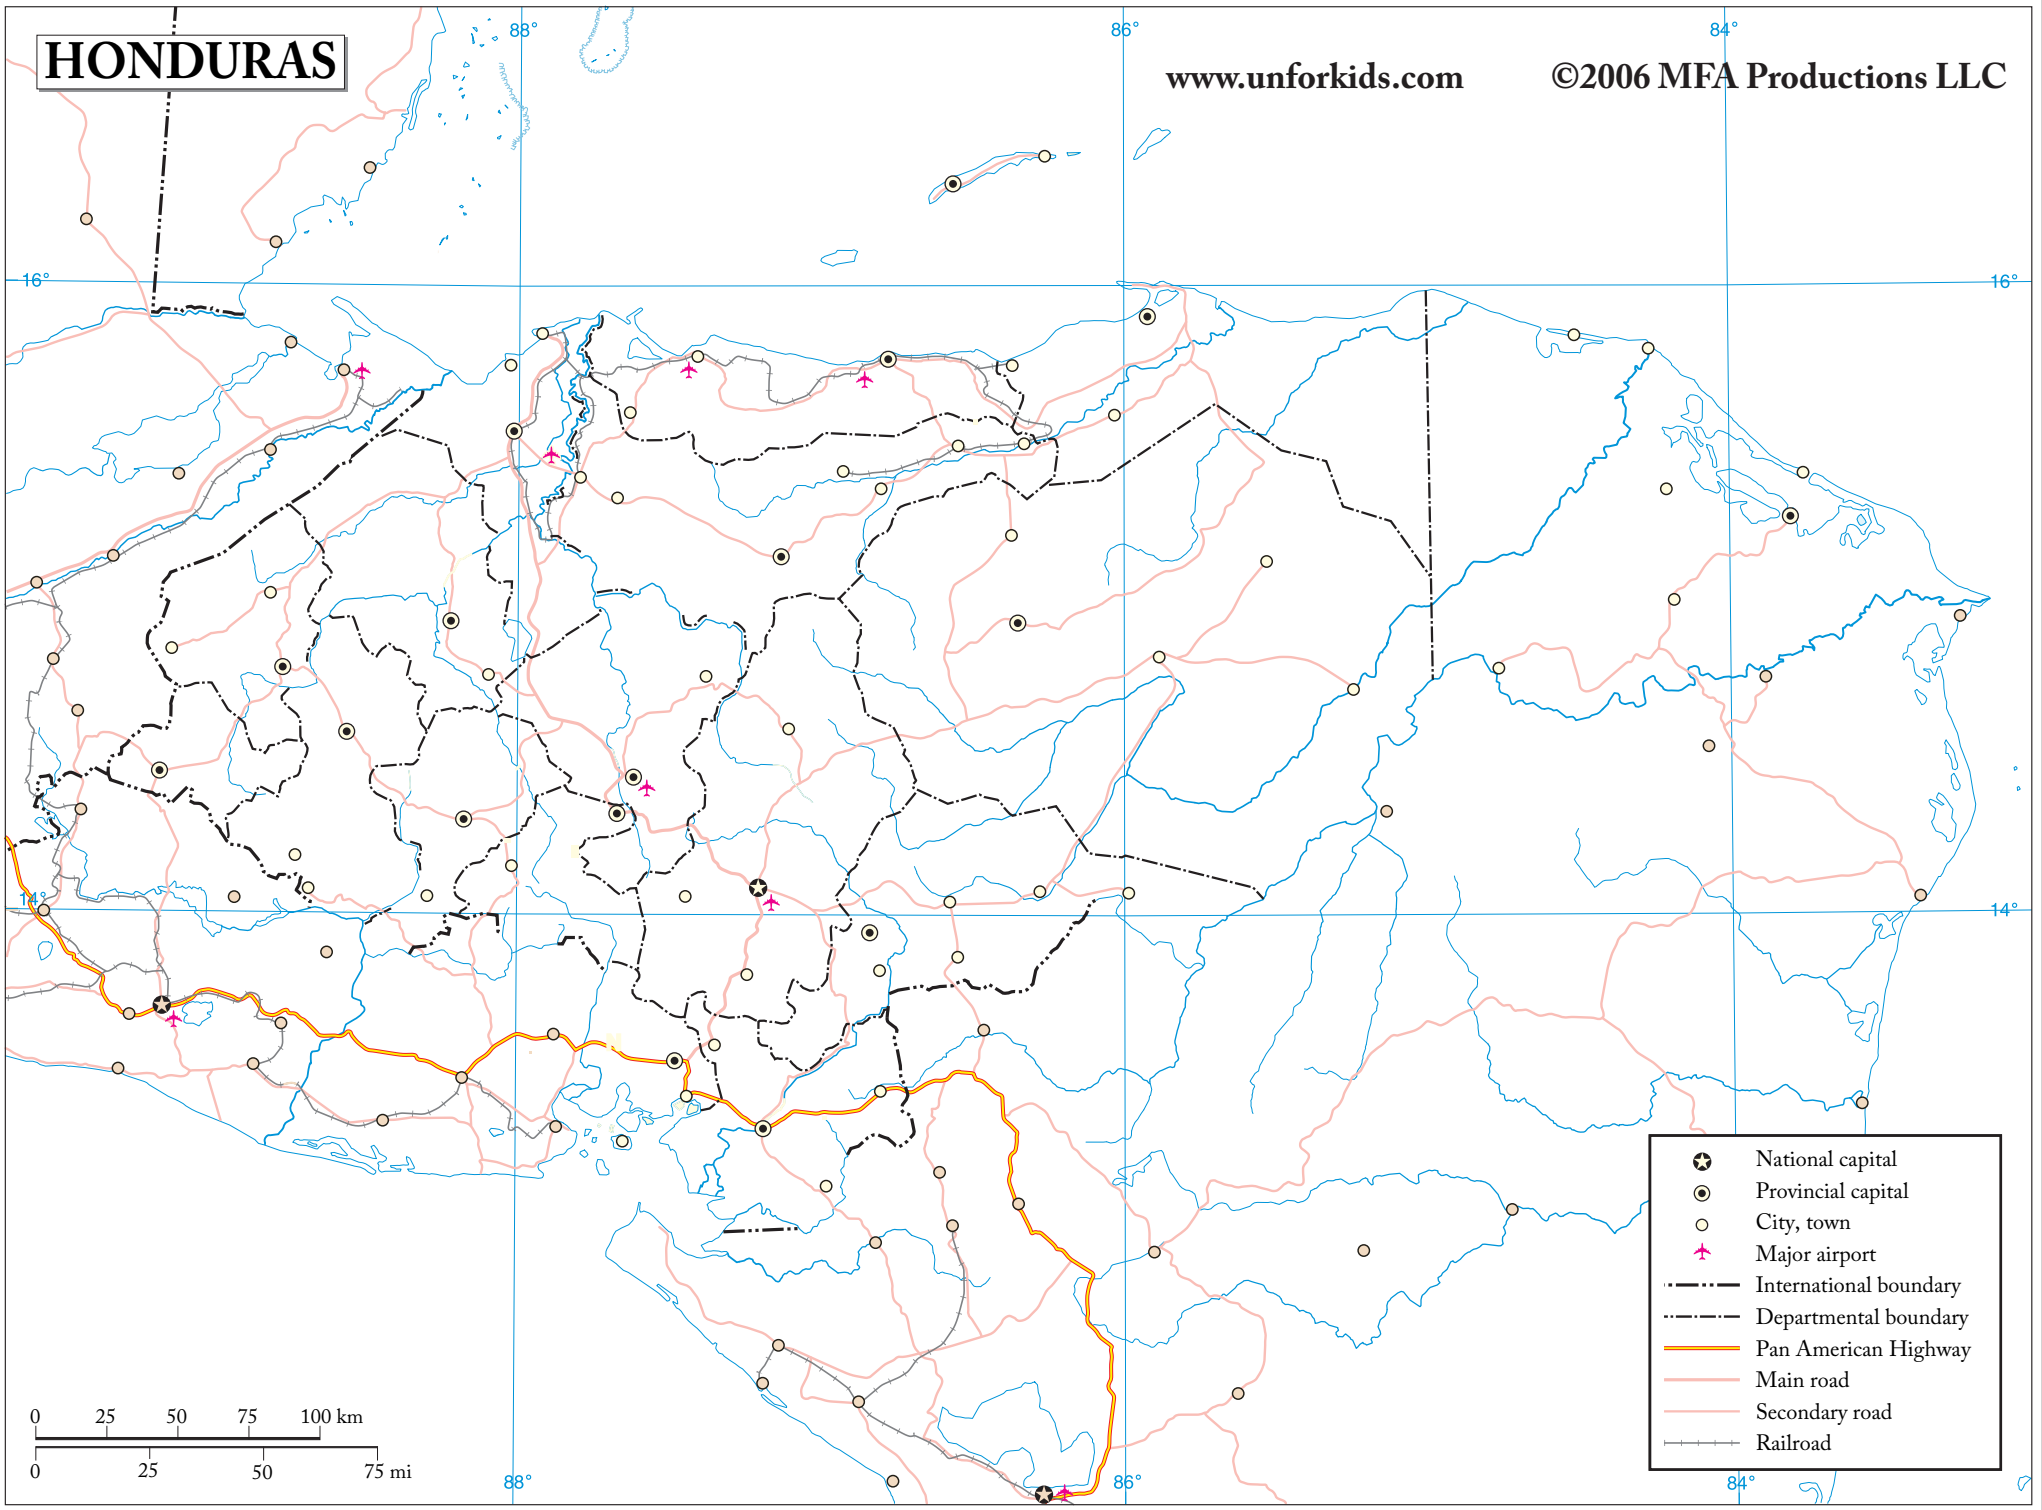 88°
86°
84°
HONDURAS
www.unforkids.com
©2006 MFA Productions LLC
16°
16°
14°
14°
National capital
Provincial capital
City, town
Major airport
International boundary
Departmental boundary
Pan American Highway
Main road
Secondary road
Railroad
0 25 50 75 100 km
0 25 50 75 mi
88°
86°
84°